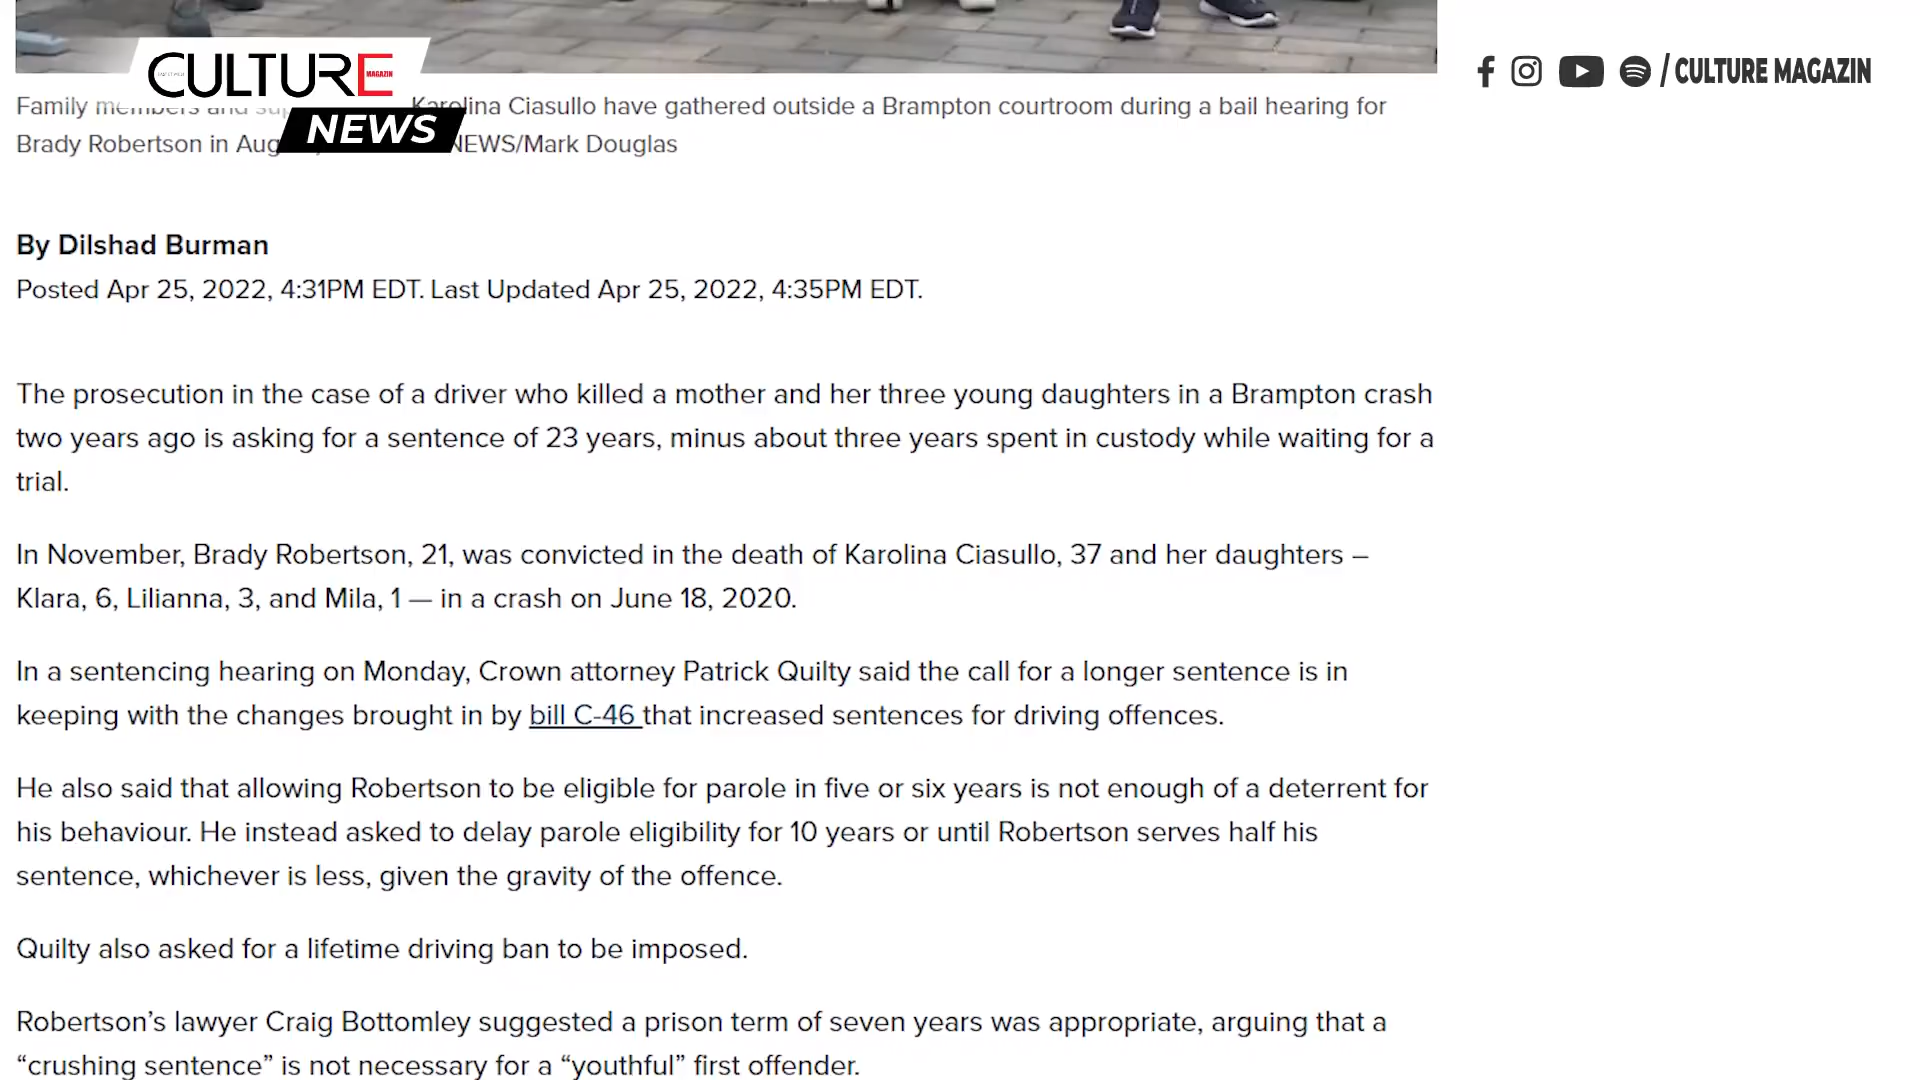 CULTURE
MAGAZIN
NEWS
/ CULTURE MAGAZIN
Family members and Karolina Ciasullo have gathered outside a Brampton courtroom during a bail hearing for
Brady Robertson in NEWS/Mark Douglas
By Dilshad Burman
Posted Apr 25, 2022, 4:31PM EDT. Last Updated Apr 25, 2022, 4:35PM EDT.
The prosecution in the case of a driver who killed a mother and her three young daughters in a Brampton crash
two years ago is asking for a sentence of 23 years, minus about three years spent in custody while waiting for a
trial.
In November, Brady Robertson, 21, was convicted in the death of Karolina Ciasullo, 37 and her daughters –
Klara, 6, Lilianna, 3, and Mila, 1 — in a crash on June 18, 2020.
In a sentencing hearing on Monday, Crown attorney Patrick Quilty said the call for a longer sentence is in
keeping with the changes brought in by bill C-46 that increased sentences for driving offences.
He also said that allowing Robertson to be eligible for parole in five or six years is not enough of a deterrent for
his behaviour. He instead asked to delay parole eligibility for 10 years or until Robertson serves half his
sentence, whichever is less, given the gravity of the offence.
Quilty also asked for a lifetime driving ban to be imposed.
Robertson’s lawyer Craig Bottomley suggested a prison term of seven years was appropriate, arguing that a
“crushing sentence” is not necessary for a “youthful” first offender.